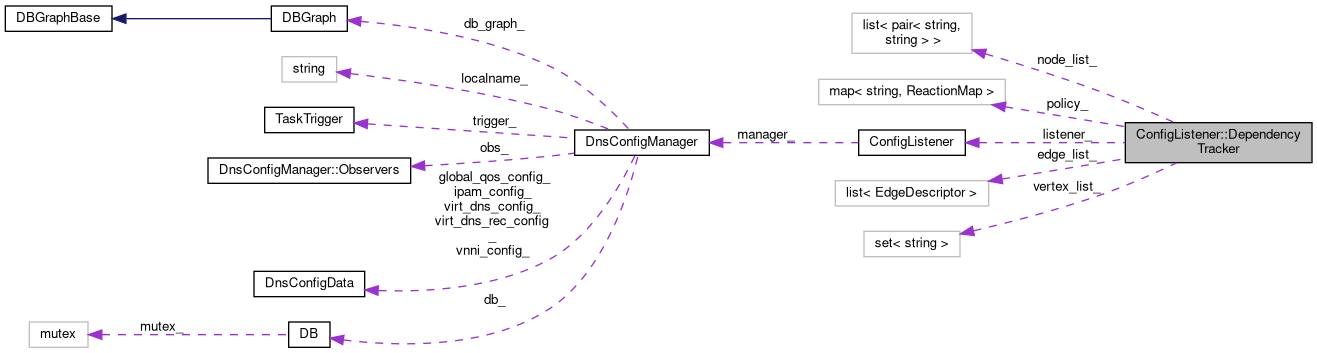 DBGraphBase
DBGraph
db_graph_
string
localname_
TaskTrigger
trigger_
DnsConfigManager::Observers
obs_
global_qos_config_
ipam_config_
virt_dns_config_
virt_dns_rec_config
_
vnni_config_
DnsConfigData
mutex
mutex_
DB
db_
DnsConfigManager
manager_
ConfigListener
list< pair< string,
string > >
node_list_
map< string, ReactionMap >
policy_
listener_
edge_list_
list< EdgeDescriptor >
vertex_list_
set< string >
ConfigListener::Dependency
Tracker